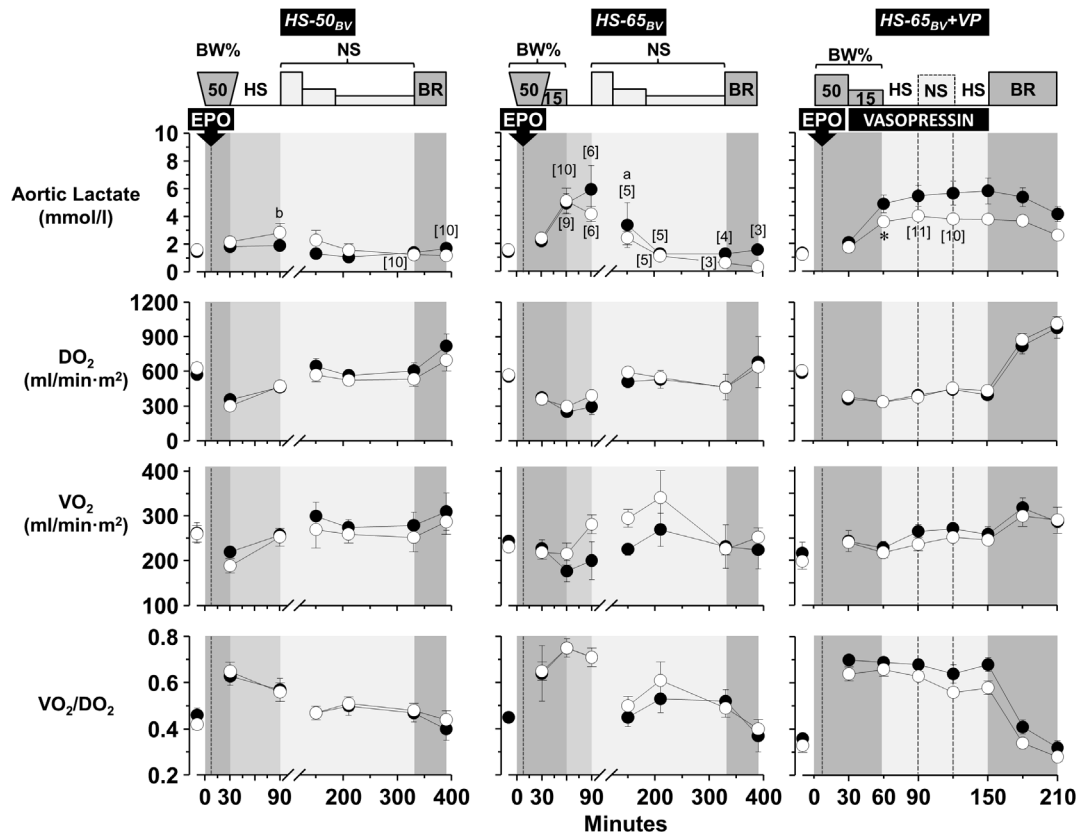 HS-50BV
HS-65BV
HS-65BV+VP
BW%
NS
BW%
NS
BW%
50
HS
BR
50
15
BR
50
15
HS
NS
HS
BR
EPO
EPO
EPO
VASOPRESSIN
Aortic Lactate
(mmol/l)
10
8
6
4
2
0
b
[10]
[10]
[10]
[6]
[9]
[6]
a
[5]
[5]
[5]
[4]
[3]
[3]
*
[11]
[10]
DO2
(ml/min·m2)
1200
900
600
300
0
VO2
(ml/min·m2)
400
300
200
100
VO2/DO2
0.8
0.6
0.4
0.2
0 30 90 200 300 400
0 30 90 200 300 400
0 30 60 90 120 150 180 210
Minutes